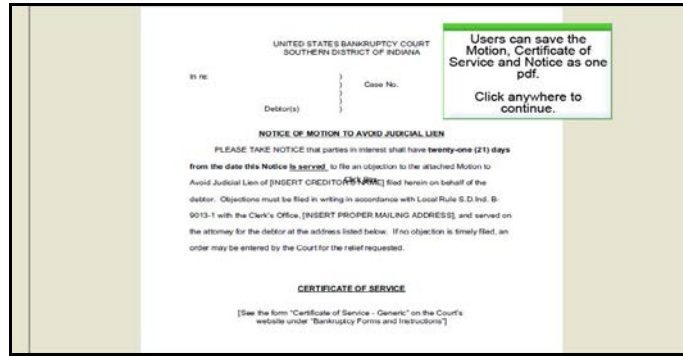 UNITED STATES BANKRUPTCY COURT
SOUTHERN DISTRICT OF INDIANA
Users can save the
Motion, Certificate of
Service and Notice as one
pdf.
Click anywhere to
continue.
In re: )
) Case No.
)
)
Debtor(s) )
NOTICE OF MOTION TO AVOID JUDICIAL LIEN
PLEASE TAKE NOTICE that parties in interest shall have twenty-one (21) days
from the date this Notice is served to file an objection to the attached Motion to
Avoid Judicial Lien of [INSERT CREDITOR'S NAME] filed herein on behalf of the
debtor. Objections must be filed in writing in accordance with Local Rule S.D.Ind. B-
9013-1 with the Clerk's Office, [INSERT PROPER MAILING ADDRESS], and served on
the attorney for the debtor at the address listed below. If no objection is timely filed, an
order may be entered by the Court for the relief requested.
CERTIFICATE OF SERVICE
[See the form "Certificate of Service - Generic" on the Court's
website under "Bankruptcy Forms and Instructions"]